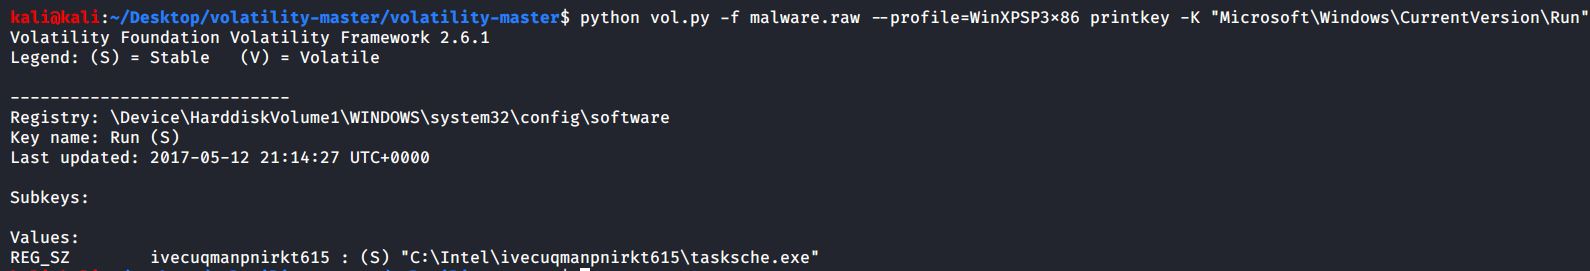 kali@kali:~/Desktop/volatility-master/volatility-master$ python vol.py -f malware.raw --profile=WinXPSP3×86 printkey -K "Microsoft\Windows\CurrentVersion\Run"
Volatility Foundation Volatility Framework 2.6.1
Legend: (S) = Stable   (V) = Volatile

----------------------------
Registry: \Device\HarddiskVolume1\WINDOWS\system32\config\software
Key name: Run (S)
Last updated: 2017-05-12 21:14:27 UTC+0000

Subkeys:

Values:
REG_SZ        ivecuqmanpnirkt615 : (S) "C:\Intel\ivecuqmanpnirkt615\tasksche.exe"